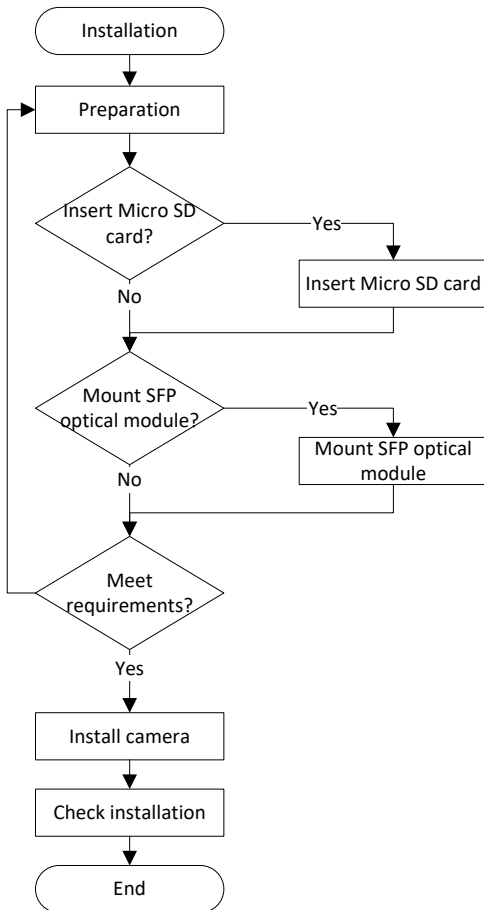 Installation
Preparation
Insert Micro SD
card?
Yes
Insert Micro SD card
No
Mount SFP
optical module?
Yes
Mount SFP optical
module
No
Meet
requirements?
Yes
Install camera
Check installation
End